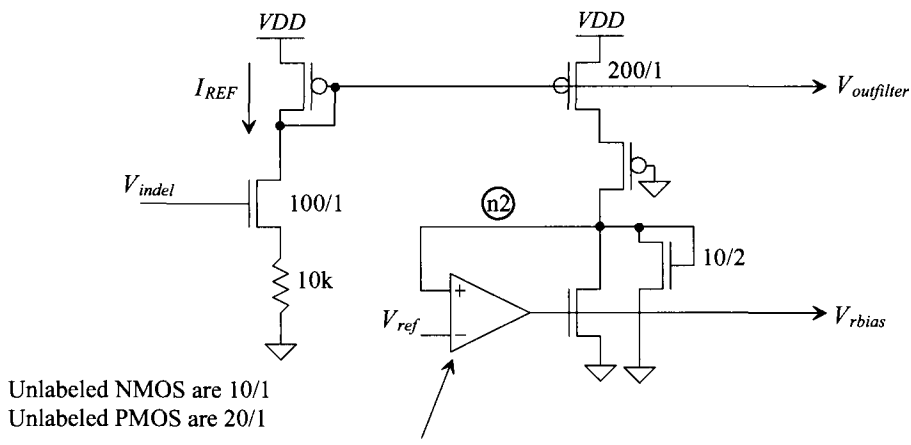 VDD
VDD
200/1
I_REF
V_outfilter
V_indel
100/1
n2
10k
10/2
+
V_ref
−
V_rbias
Unlabeled NMOS are 10/1
Unlabeled PMOS are 20/1